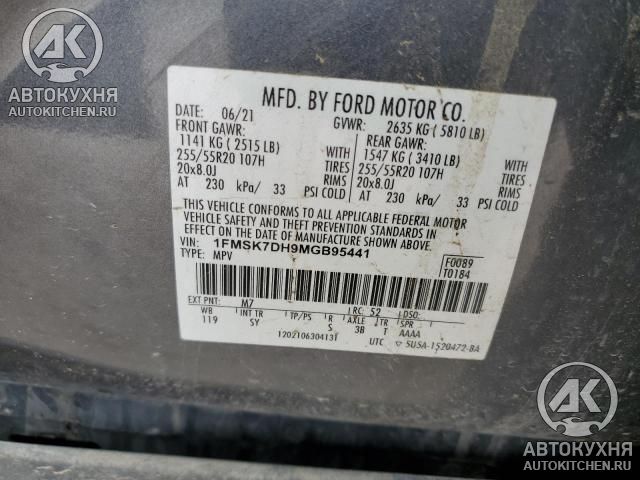 AK
АВТОКУХНЯ
AUTOKITCHEN.RU
MFD. BY FORD MOTOR CO.
DATE: 06/21 GVWR: 2635 KG ( 5810 LB)
FRONT GAWR: REAR GAWR:
1141 KG ( 2515 LB) WITH 1547 KG ( 3410 LB) WITH
255/55R20 107H TIRES 255/55R20 107H TIRES
20x8.0J RIMS 20x8.0J RIMS
AT 230 kPa/ 33 PSI COLD AT 230 kPa/ 33 PSI COLD
THIS VEHICLE CONFORMS TO ALL APPLICABLE FEDERAL MOTOR
VEHICLE SAFETY AND THEFT PREVENTION STANDARDS IN
EFFECT ON THE DATE OF MANUFACTURE SHOWN ABOVE.
VIN: 1FMSK7DH9MGB95441
TYPE: MPV
F0089
T0184
EXT PNT: M7 RC: 52 DSO:
WB INT TR TP/PS R AXLE TR SPR
119 SY S 3B T AAAA
1202106304131 UTC ▽ 5USA-1520472-BA
AK
АВТОКУХНЯ
AUTOKITCHEN.RU